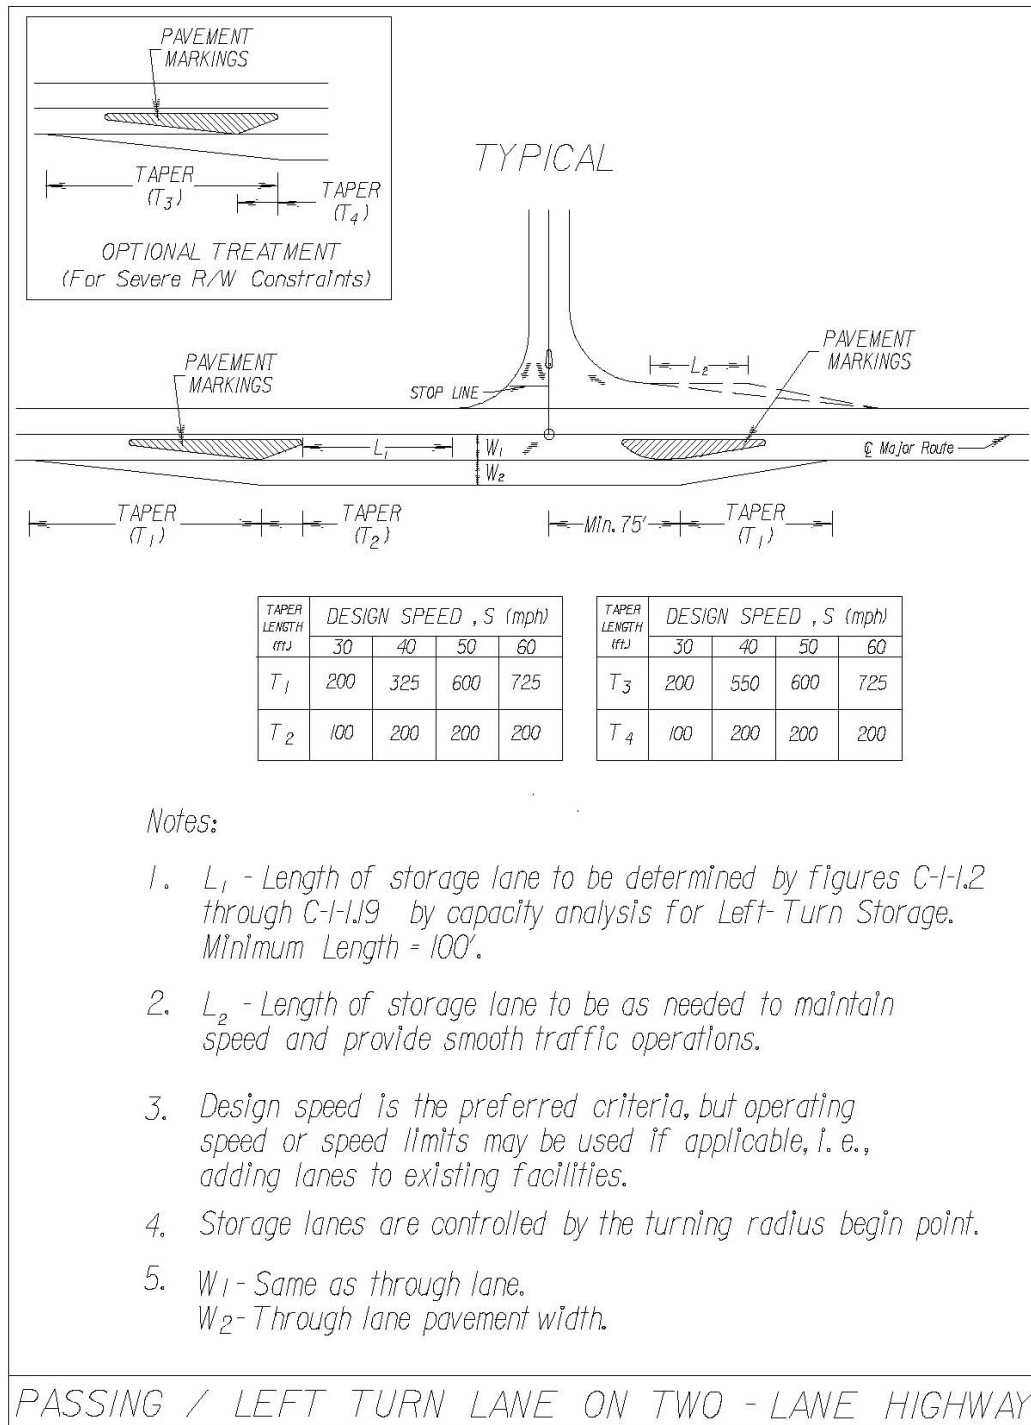 PAVEMENT
MARKINGS
TAPER
(T3)
TAPER
(T4)
OPTIONAL TREATMENT
(For Severe R/W Constraints)
TYPICAL
PAVEMENT
MARKINGS
STOP LINE
L2
PAVEMENT
MARKINGS
L1
W1
W2
℄ Major Route
TAPER
(T1)
TAPER
(T2)
Min. 75'
TAPER
(T1)
TAPER LENGTH (ft.) DESIGN SPEED , S (mph)
30 40 50 60
T1 200 325 600 725
T2 100 200 200 200
TAPER LENGTH (ft.) DESIGN SPEED , S (mph)
30 40 50 60
T3 200 550 600 725
T4 100 200 200 200
Notes:
1. L1 - Length of storage lane to be determined by figures C-1-1.2
through C-1-1.19 by capacity analysis for Left-Turn Storage.
Minimum Length = 100'.
2. L2 - Length of storage lane to be as needed to maintain
speed and provide smooth traffic operations.
3. Design speed is the preferred criteria, but operating
speed or speed limits may be used if applicable, i. e.,
adding lanes to existing facilities.
4. Storage lanes are controlled by the turning radius begin point.
5. W1 - Same as through lane.
W2 - Through lane pavement width.
PASSING / LEFT TURN LANE ON TWO - LANE HIGHWAY